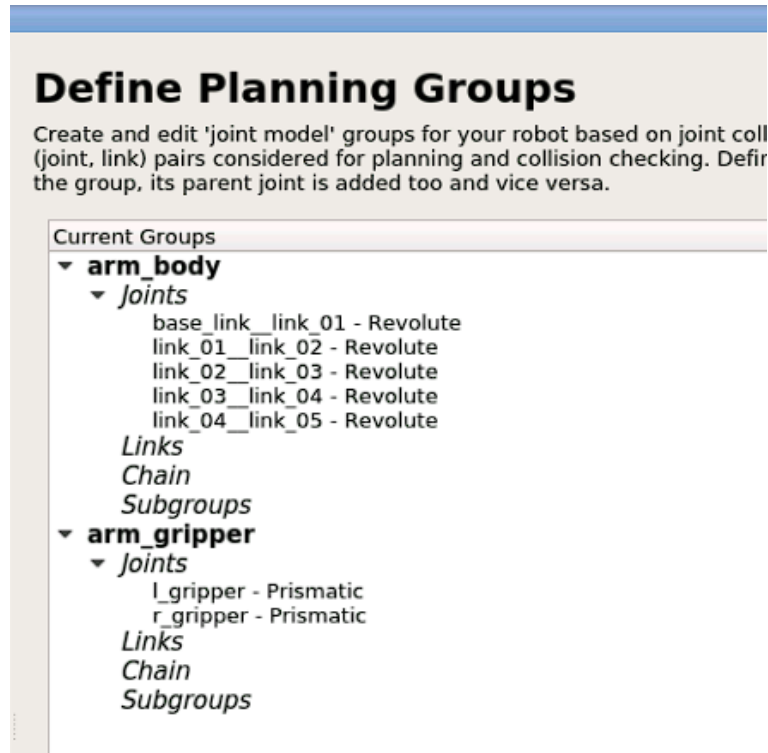 Define Planning Groups
Create and edit 'joint model' groups for your robot based on joint coll
(joint, link) pairs considered for planning and collision checking. Defin
the group, its parent joint is added too and vice versa.
Current Groups
arm_body
Joints
base_link__link_01 - Revolute
link_01__link_02 - Revolute
link_02__link_03 - Revolute
link_03__link_04 - Revolute
link_04__link_05 - Revolute
Links
Chain
Subgroups
arm_gripper
Joints
l_gripper - Prismatic
r_gripper - Prismatic
Links
Chain
Subgroups